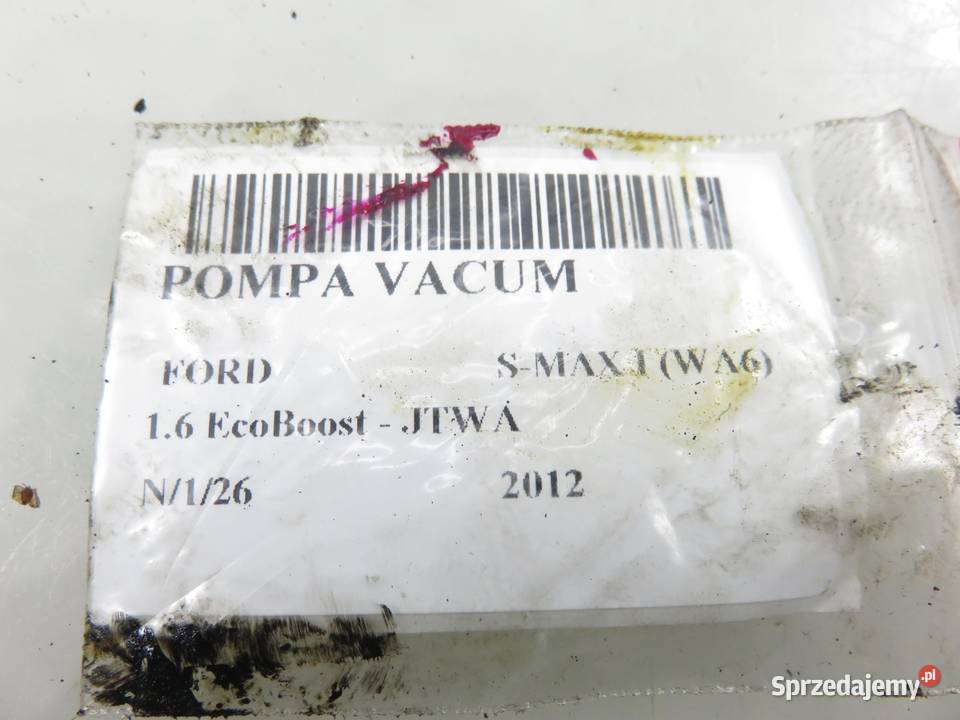 POMPA VACUM
FORD S-MAX I (WA6)
1.6 EcoBoost - JTWA
N/1/26 2012
Sprzedajemy.pl